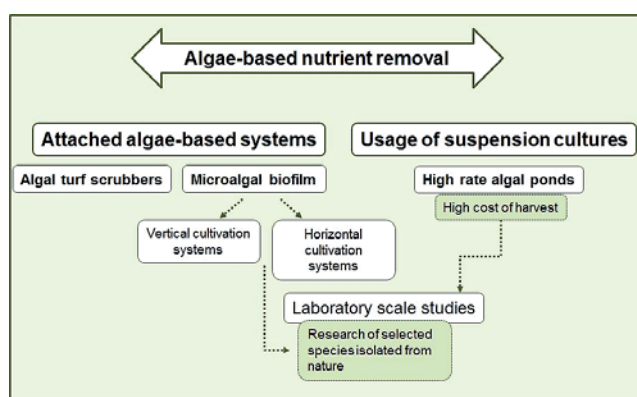 Algae-based nutrient removal
Attached algae-based systems
Usage of suspension cultures
Algal turf scrubbers
Microalgal biofilm
High rate algal ponds
High cost of harvest
Vertical cultivation
systems
Horizontal
cultivation
systems
Laboratory scale studies
Research of selected
species isolated from
nature